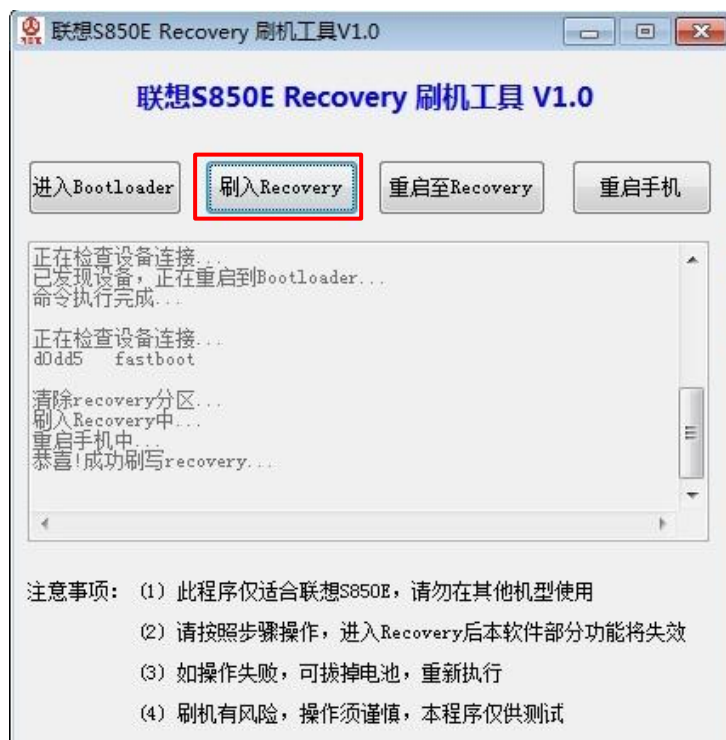 联想S850E Recovery 刷机工具V1.0
联想S850E Recovery 刷机工具 V1.0
进入Bootloader
刷入Recovery
重启至Recovery
重启手机
正在检查设备连接...
已发现设备，正在重启到Bootloader...
命令执行完成...
正在检查设备连接...
d0dd5 fastboot
清除recovery分区...
刷入Recovery中...
重启手机中...
恭喜!成功刷写recovery...
注意事项： (1) 此程序仅适合联想S850E，请勿在其他机型使用
(2) 请按照步骤操作，进入Recovery后本软件部分功能将失效
(3) 如操作失败，可拔掉电池，重新执行
(4) 刷机有风险，操作须谨慎，本程序仅供测试